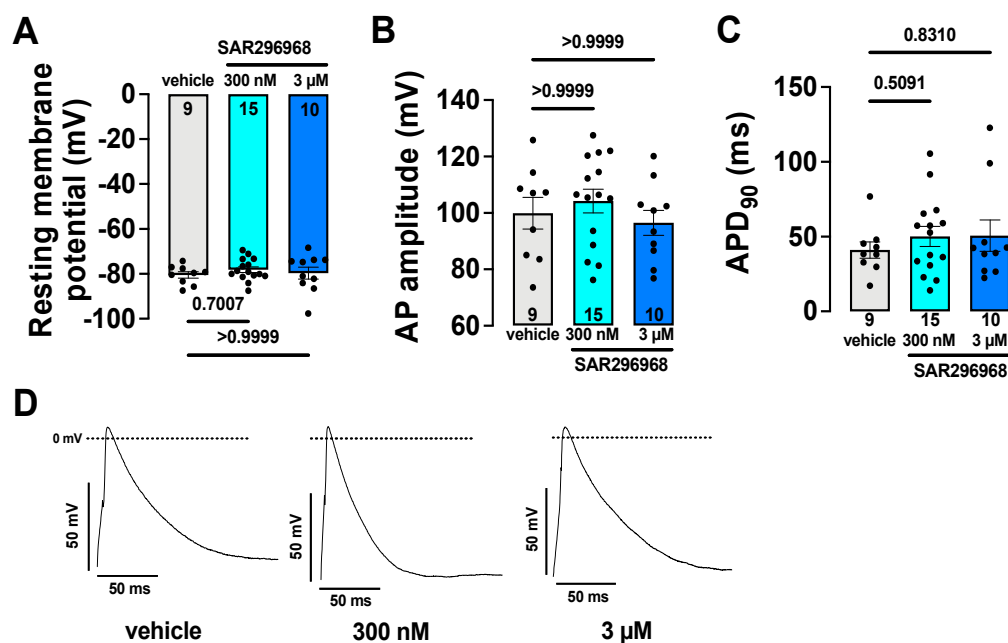 A
SAR296968
vehicle
300 nM
3 µM
Resting membrane
potential (mV)
0
-20
-40
-60
-80
-100
9
15
10
0.7007
>0.9999
B
>0.9999
>0.9999
AP amplitude (mV)
140
120
100
80
60
9
15
10
vehicle
300 nM
3 µM
SAR296968
C
0.8310
0.5091
APD90 (ms)
150
100
50
0
9
15
10
vehicle
300 nM
3 µM
SAR296968
D
0 mV
50 mV
50 ms
vehicle
50 mV
50 ms
300 nM
50 mV
50 ms
3 µM